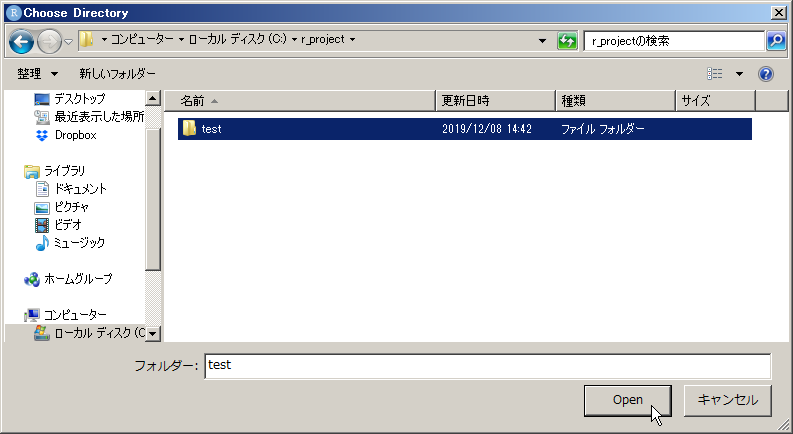 Choose Directory
コンピューター ローカル ディスク (C:) r_project
r_projectの検索
整理 新しいフォルダー
デスクトップ
最近表示した場所
Dropbox
ライブラリ
ドキュメント
ピクチャ
ビデオ
ミュージック
ホームグループ
コンピューター
ローカル ディスク (C
名前 更新日時 種類 サイズ
test 2019/12/08 14:42 ファイル フォルダー
フォルダー: test
Open キャンセル